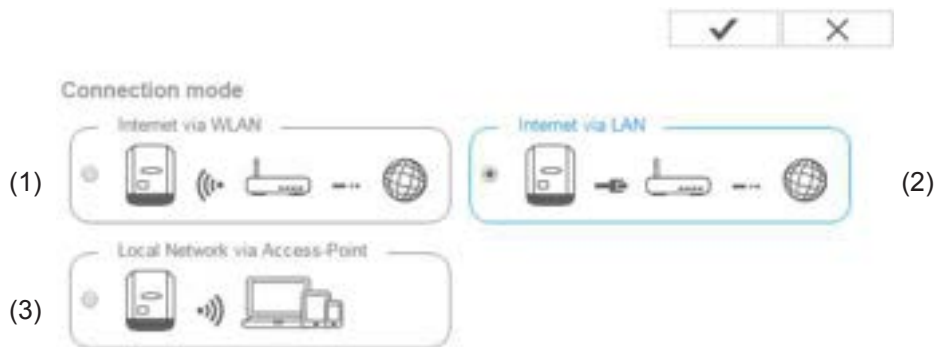 Connection mode
Internet via WLAN
Internet via LAN
(1)
(2)
Local Network via Access-Point
(3)